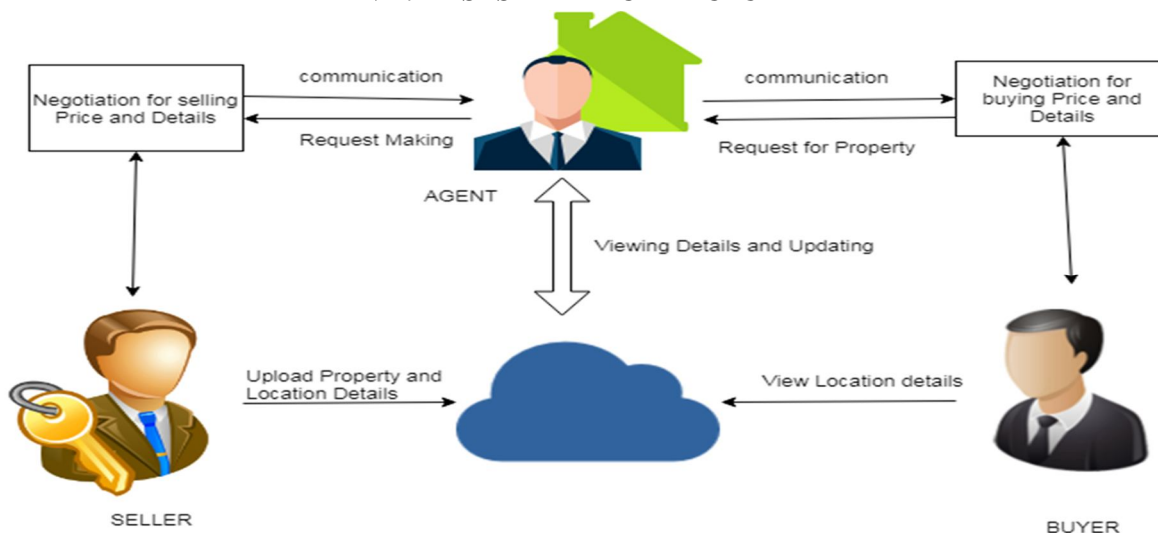 communication
communication
Negotiation for selling
Price and Details
Negotiation for
buying Price and
Details
Request Making
Request for Property
AGENT
Viewing Details and Updating
Upload Property and
Location Details
View Location details
SELLER
BUYER